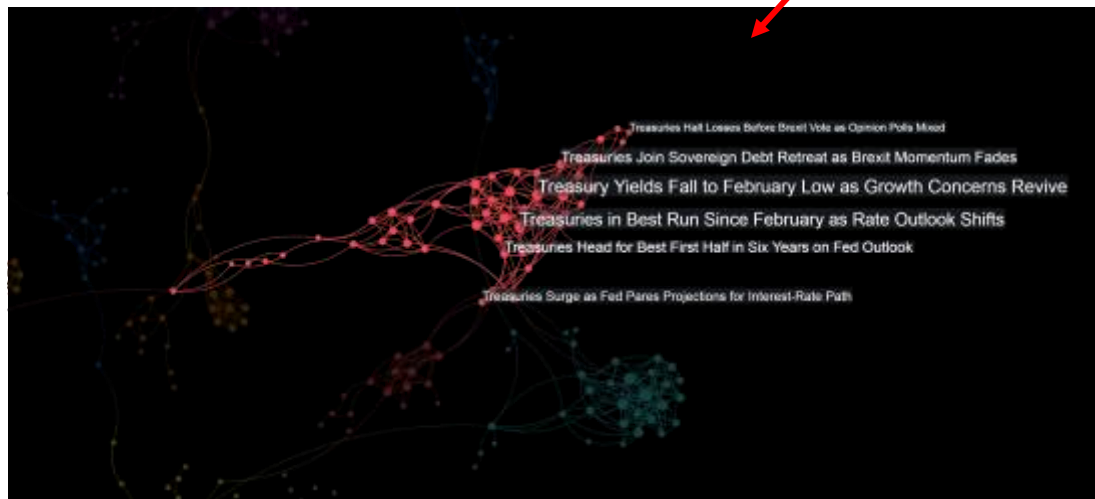 Treasuries Halt Losses Before Brexit Vote as Opinion Polls Mixed
Treasuries Join Sovereign Debt Retreat as Brexit Momentum Fades
Treasury Yields Fall to February Low as Growth Concerns Revive
Treasuries in Best Run Since February as Rate Outlook Shifts
Treasuries Head for Best First Half in Six Years on Fed Outlook
Treasuries Surge as Fed Pares Projections for Interest-Rate Path